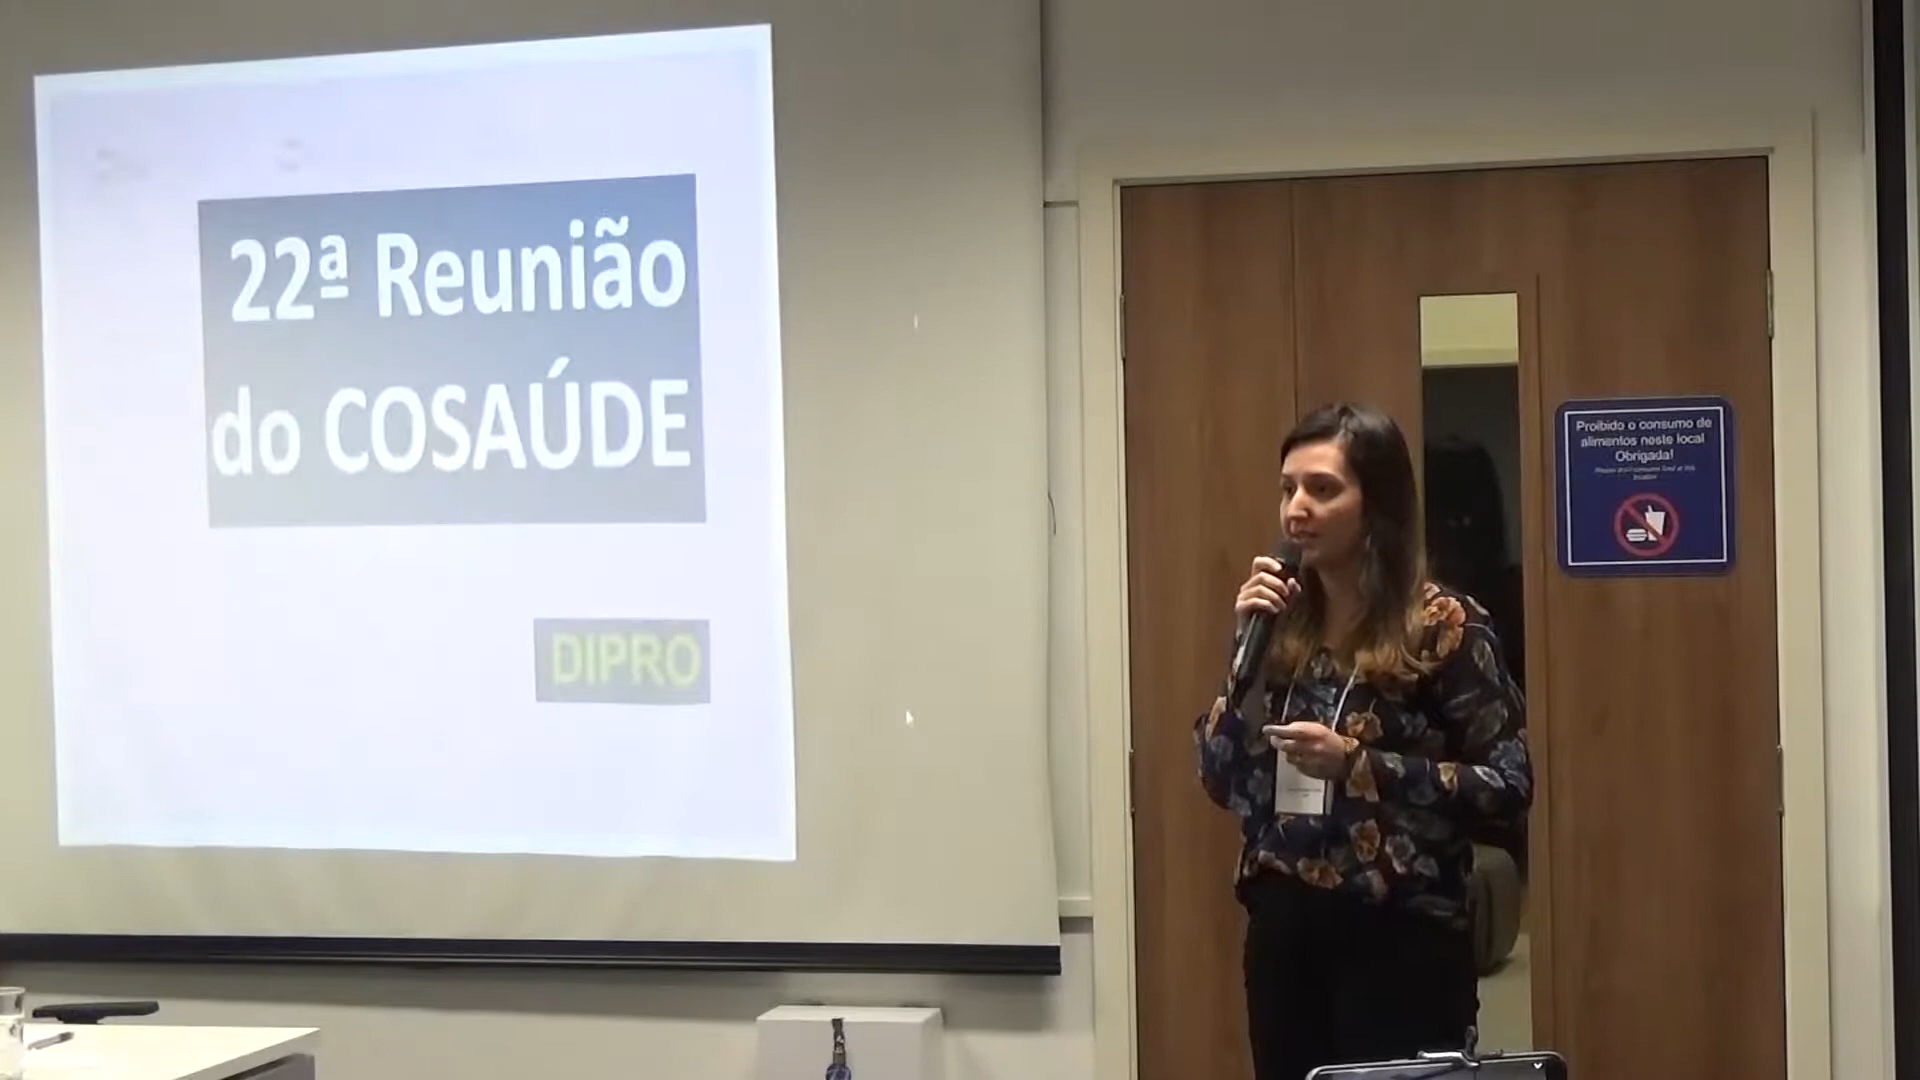 22ª Reunião
do COSAÚDE
DIPRO
Proibido o consumo de
alimentos neste local
Obrigada!